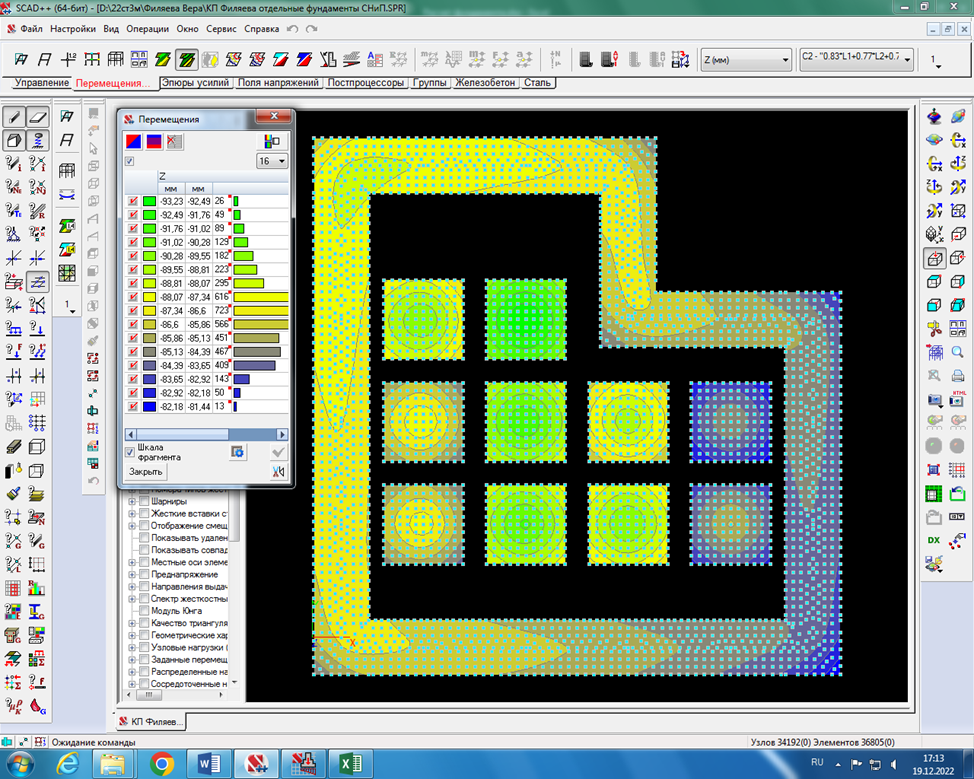 SCAD++ (64-бит) - [D:\22ст3м\Филяева Вера\КП Филяева отдельные фундаменты СНиП.SPR]
Файл Настройки Вид Операции Окно Сервис Справка
Z (мм) C2 - "0.83*L1+0.77*L2+0.7 1
Управление Перемещения... Эпюры усилий Поля напряжений Постпроцессоры Группы Железобетон Сталь
Перемещения
16
Z
мм мм
-93,23 -92,49 26
-92,49 -91,76 49
-91,76 -91,02 89
-91,02 -90,28 129
-90,28 -89,55 182
-89,55 -88,81 223
-88,81 -88,07 295
-88,07 -87,34 616
-87,34 -86,6 723
-86,6 -85,86 566
-85,86 -85,13 451
-85,13 -84,39 467
-84,39 -83,65 409
-83,65 -82,92 143
-82,92 -82,18 50
-82,18 -81,44 13
Шкала
фрагмента
Закрыть
1
Шарниры
Жесткие вставки с
Отображение смещ
Показывать удален
Показывать совпад
Местные оси элеме
Преднапряжение
Направления выдач
Спектр жесткостны
Модуль Юнга
Качество триангуля
Геометрические хар
Узловые нагрузки (
Заданные перемещ
Распределенные на
Сосредоточенные н
X
DX
КП Филяев...
Ожидание команды
Узлов 34192(0) Элементов 36805(0)
RU
17:13
19.12.2022